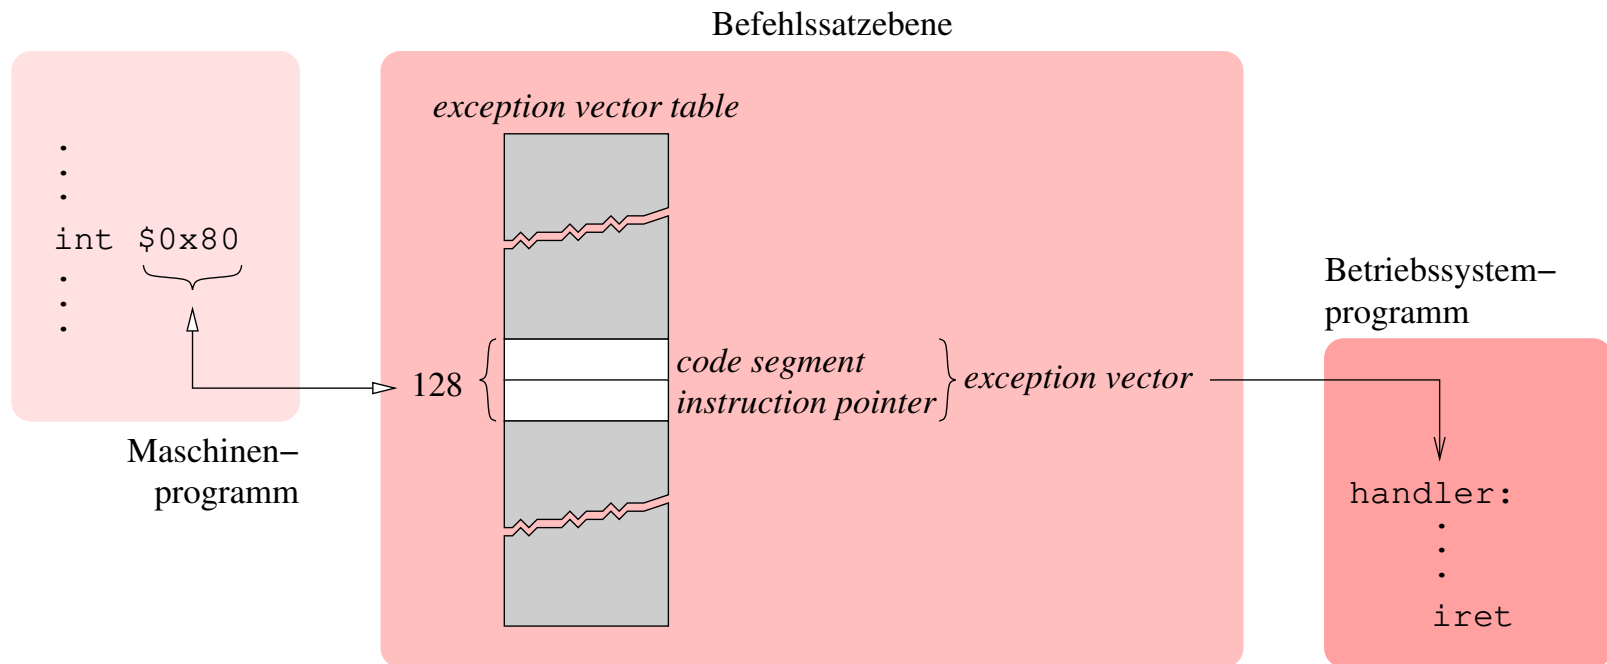 Befehlssatzebene
exception vector table
.
.
.
int $0x80
.
.
.
Maschinen–
programm
128
code segment
instruction pointer
exception vector
Betriebssystem–
programm
handler:
.
.
.
iret